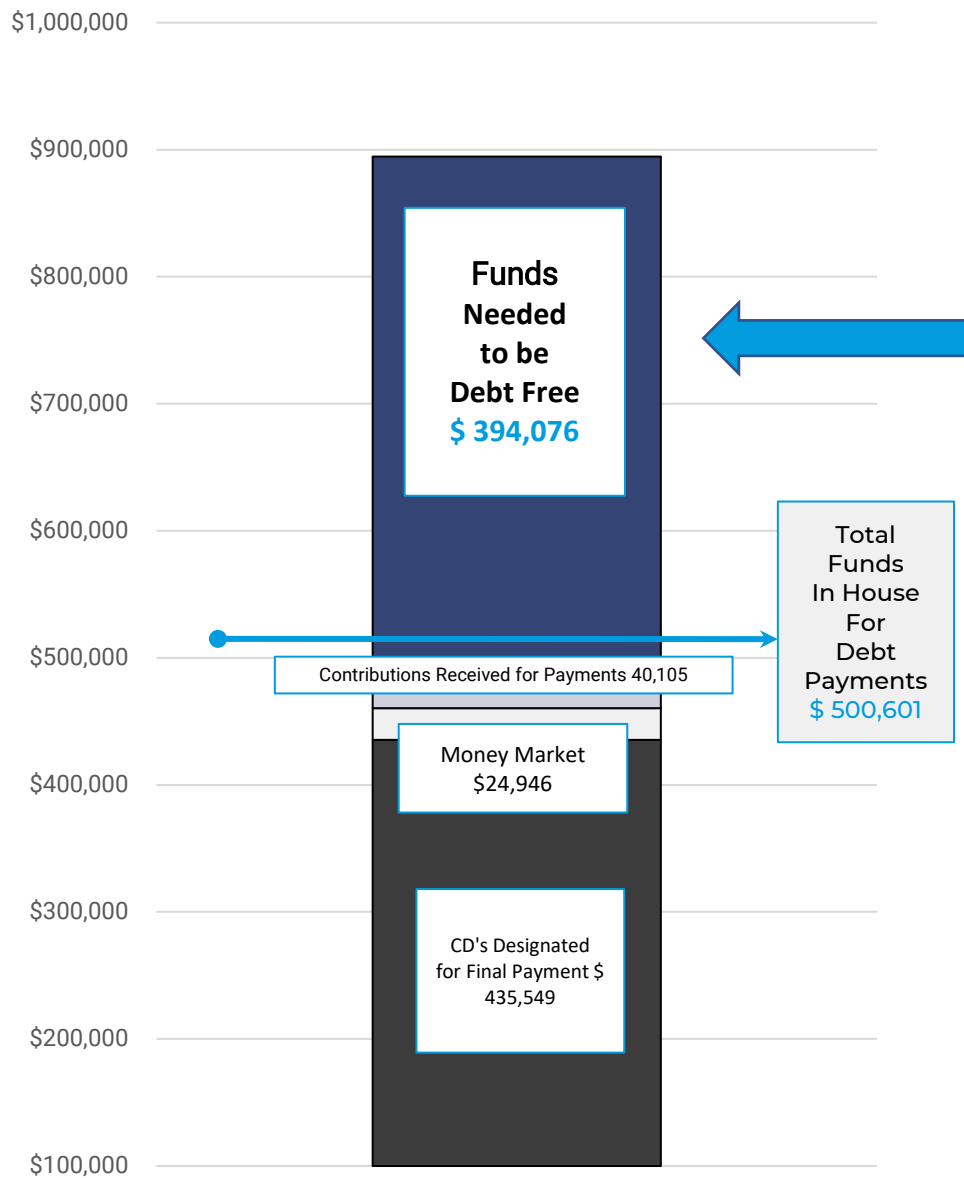 $1,000,000
$900,000
$800,000
$700,000
$600,000
$500,000
$400,000
$300,000
$200,000
$100,000
Funds
Needed
to be
Debt Free
$ 394,076
Total
Funds
In House
For
Debt
Payments
$ 500,601
Contributions Received for Payments 40,105
Money Market
$24,946
CD's Designated
for Final Payment $
435,549